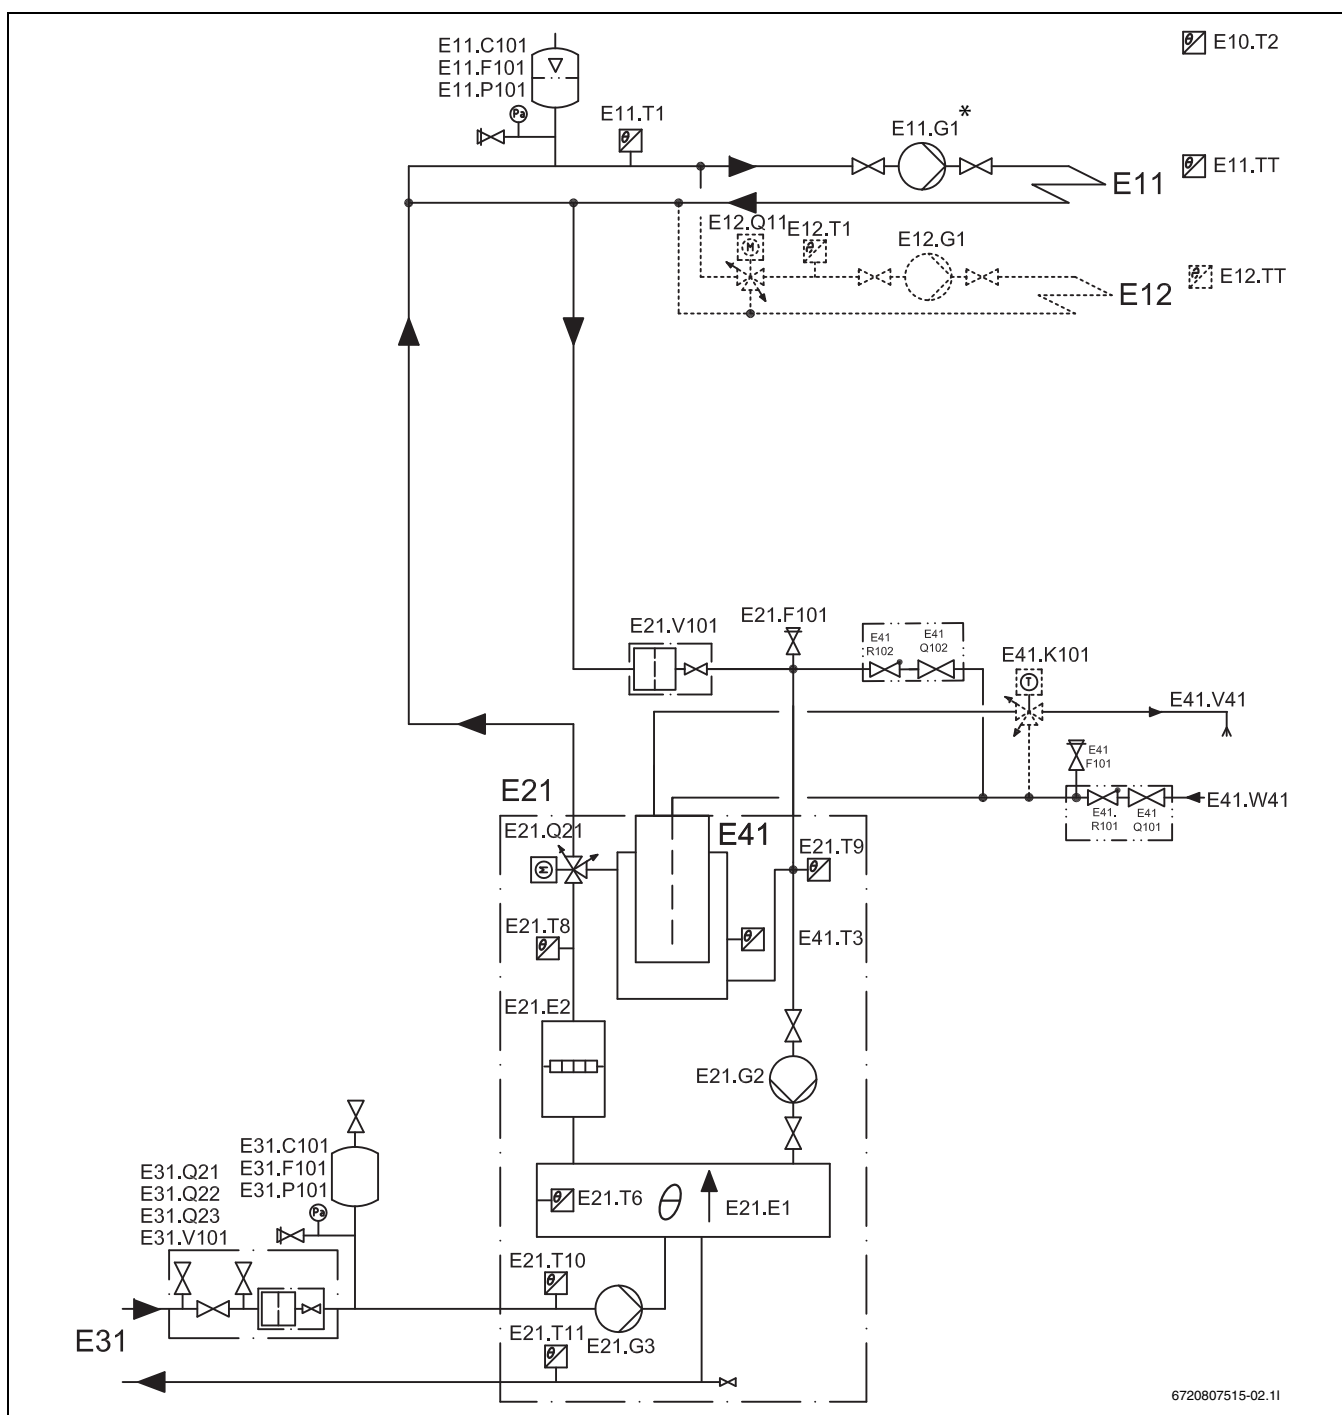 E11.C101
E11.F101
E11.P101
Pa
E11.T1
θ
E11.G1*
θ E10.T2
E11
θ E11.TT
E12.Q11
M
E12.T1
θ
E12.G1
E12
θ E12.TT
E21.V101
E21.F101
E41
R102
E41
Q102
E41.K101
T
E41.V41
E41
F101
E41.W41
E41.
R101
E41
Q101
E21
E21.Q21
M
E41
E21.T9
θ
E21.T8
θ
θ
E41.T3
E21.E2
E21.G2
E31.C101
E31.F101
E31.P101
Pa
E31.Q21
E31.Q22
E31.Q23
E31.V101
θ E21.T6
θ
E21.E1
E21.T10
θ
E31
E21.T11
θ
E21.G3
6720807515-02.1I